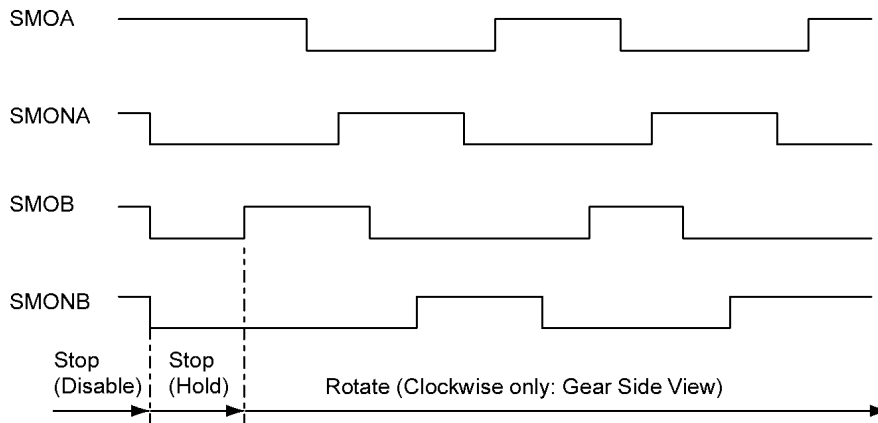 SMOA
SMONA
SMOB
SMONB
Stop
(Disable)
Stop
(Hold)
Rotate (Clockwise only: Gear Side View)